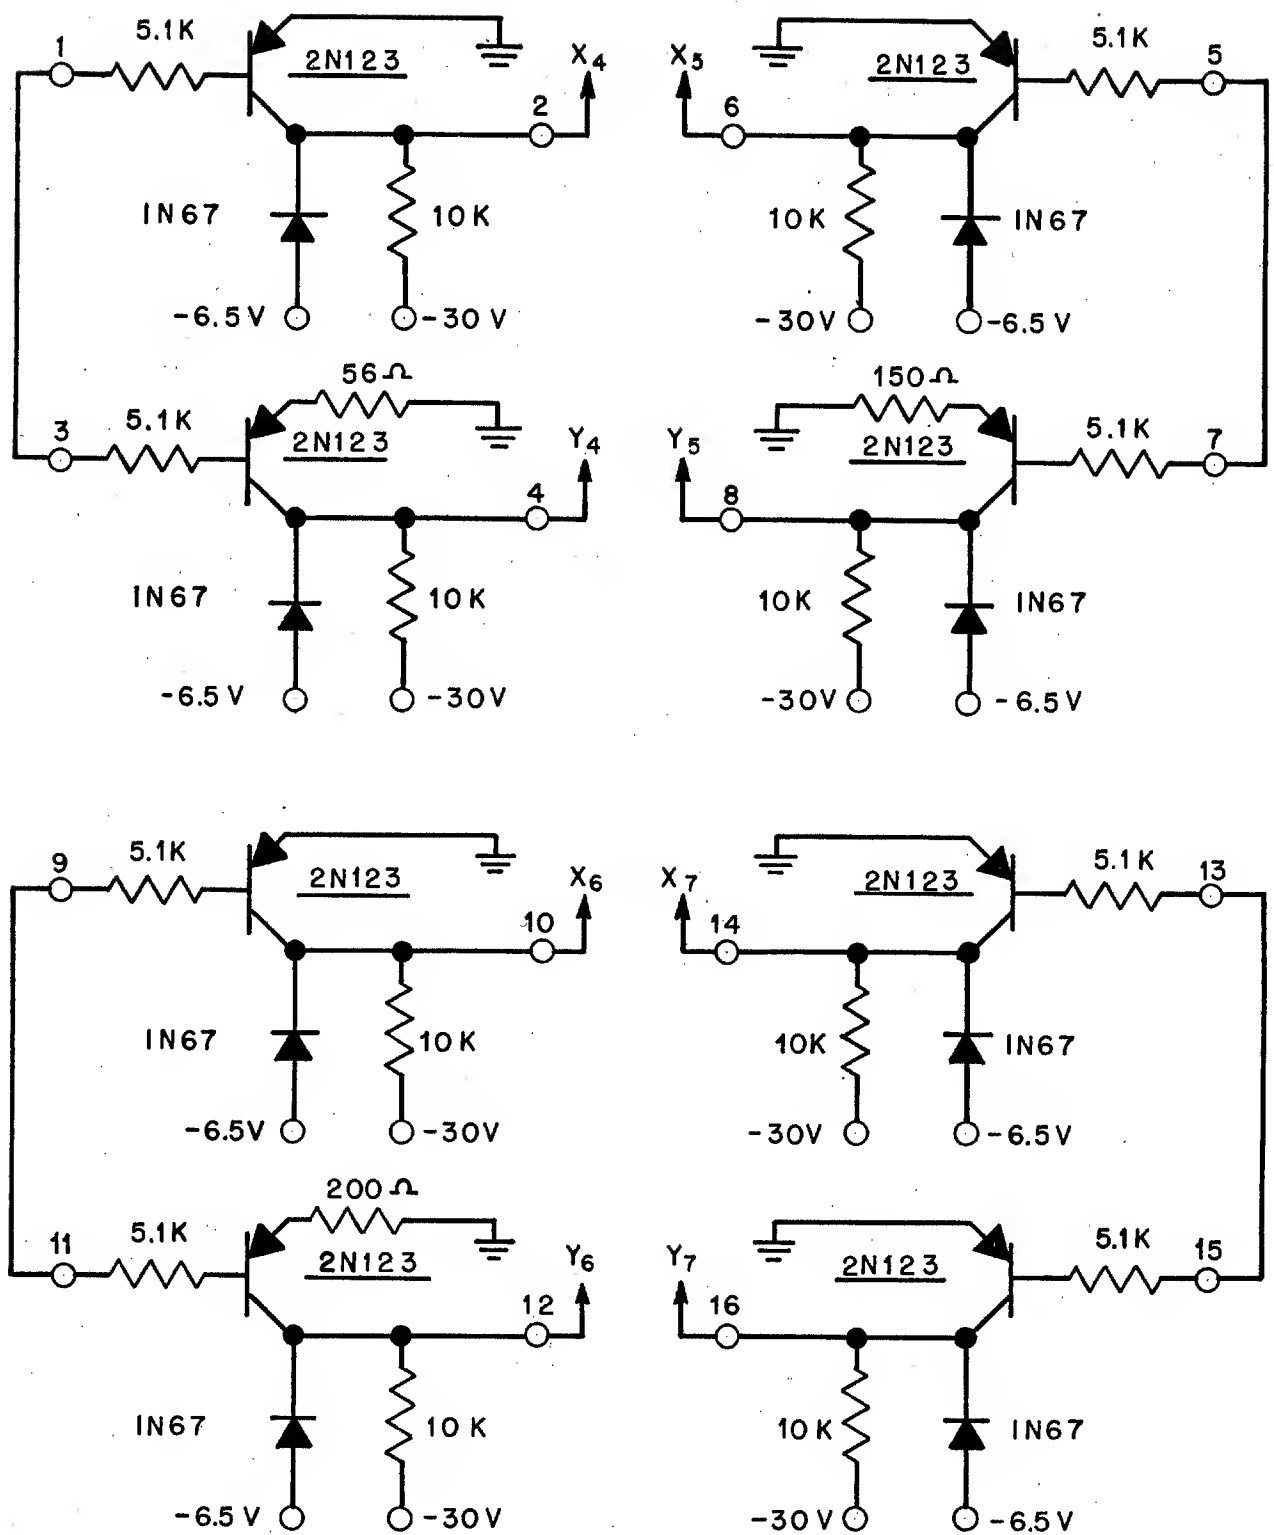 5.1K
1
2N123
X4
2
IN67
10K
-6.5V
-30V
5.1K
5
2N123
X5
6
10K
IN67
-30V
-6.5V
56Ω
5.1K
3
2N123
Y4
4
IN67
10K
-6.5V
-30V
150Ω
5.1K
7
2N123
Y5
8
10K
IN67
-30V
-6.5V
5.1K
9
2N123
X6
10
IN67
10K
-6.5V
-30V
5.1K
13
2N123
X7
14
10K
IN67
-30V
-6.5V
200Ω
5.1K
11
2N123
Y6
12
IN67
10K
-6.5V
-30V
5.1K
15
2N123
Y7
16
10K
IN67
-30V
-6.5V